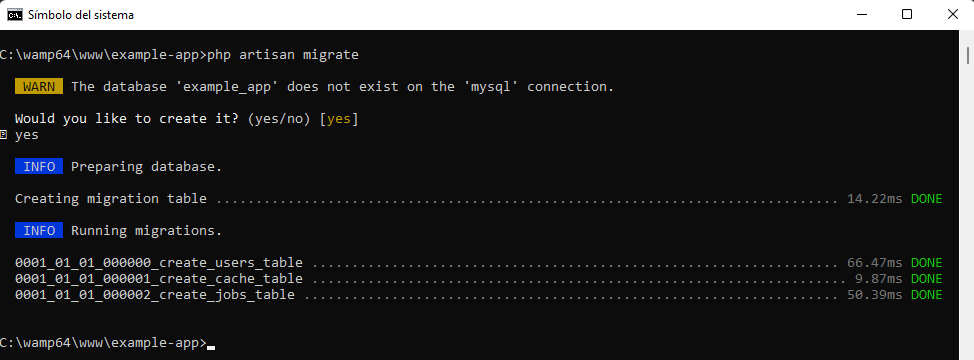 Símbolo del sistema
C:\wamp64\www\example-app>php artisan migrate
WARN The database 'example_app' does not exist on the 'mysql' connection.
Would you like to create it? (yes/no) [yes]
yes
INFO Preparing database.
Creating migration table .............................................................................. 14.22ms DONE
INFO Running migrations.
0001_01_01_000000_create_users_table .................................................................. 66.47ms DONE
0001_01_01_000001_create_cache_table ................................................................... 9.87ms DONE
0001_01_01_000002_create_jobs_table ................................................................... 50.39ms DONE
C:\wamp64\www\example-app>